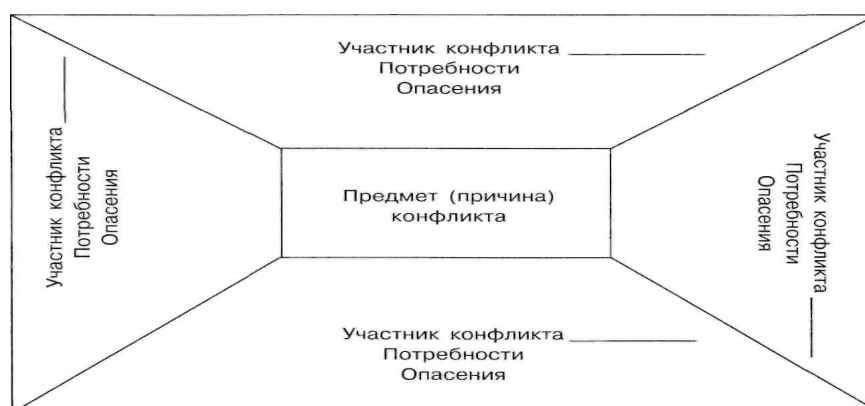 Участник конфликта
Потребности
Опасения
Участник конфликта
Потребности
Опасения
Предмет (причина)
конфликта
Участник конфликта
Потребности
Опасения
Участник конфликта
Потребности
Опасения